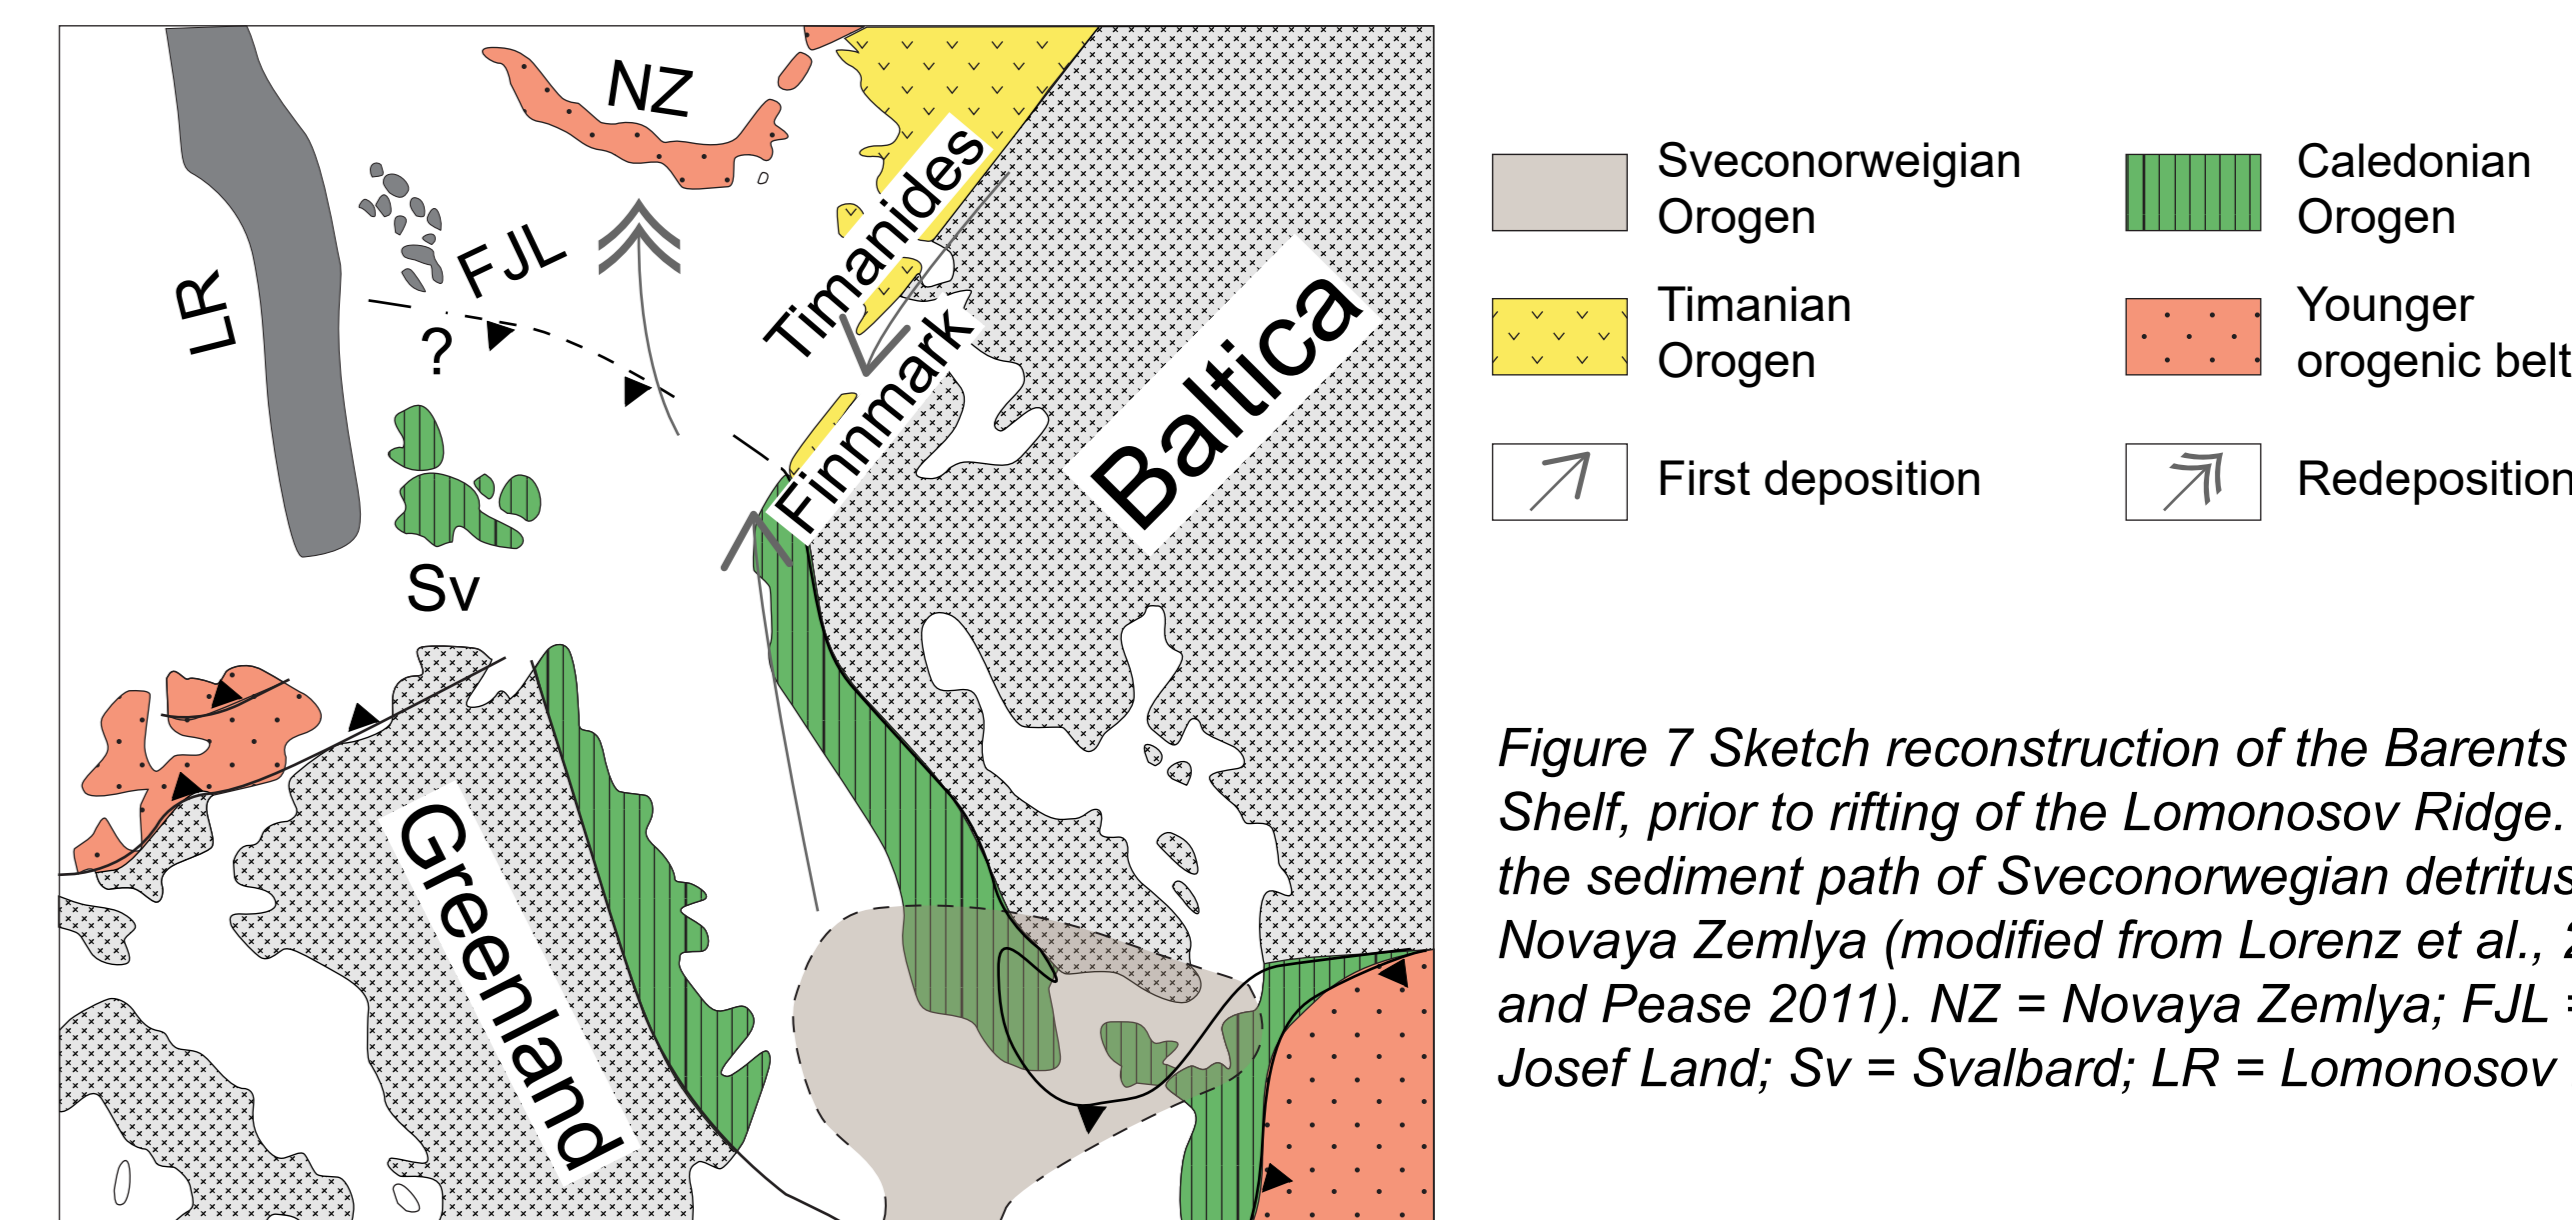 NZ
Timanides
FJL
LR
?
Finnmark
Baltica
Sv
Greenland
Sveconorweigian
Orogen
Caledonian
Orogen
Timanian
Orogen
Younger
orogenic belt
First deposition
Redeposition
Figure 7 Sketch reconstruction of the Barents
Shelf, prior to rifting of the Lomonosov Ridge.
the sediment path of Sveconorwegian detritus
Novaya Zemlya (modified from Lorenz et al., 2
and Pease 2011). NZ = Novaya Zemlya; FJL =
Josef Land; Sv = Svalbard; LR = Lomonosov